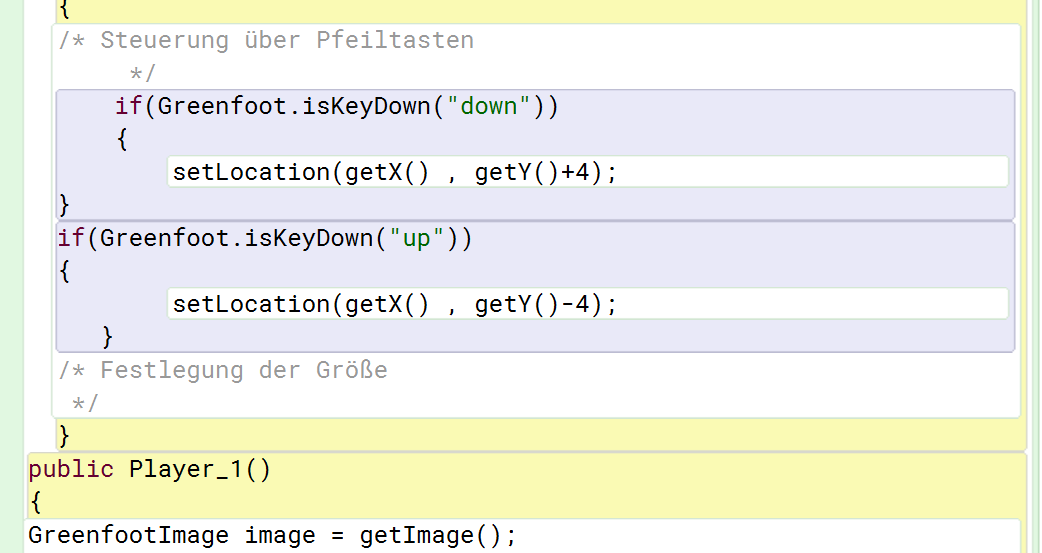 {
/* Steuerung über Pfeiltasten
*/
if(Greenfoot.isKeyDown("down"))
{
setLocation(getX() , getY()+4);
}
if(Greenfoot.isKeyDown("up"))
{
setLocation(getX() , getY()-4);
}
/* Festlegung der Größe
*/
}
public Player_1()
{
GreenfootImage image = getImage();